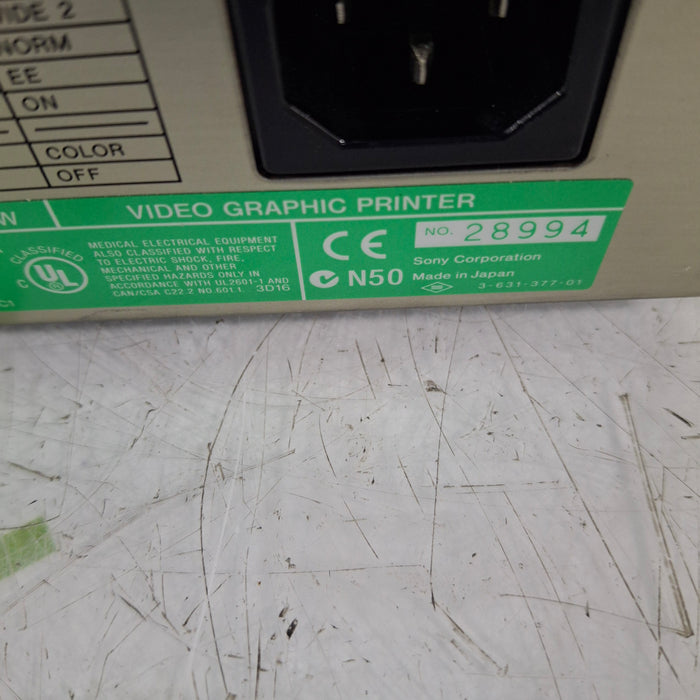 WIDE 2
NORM
EE
ON
COLOR
OFF
W
VIDEO GRAPHIC PRINTER
CLASSIFIED
C UL ®
MEDICAL ELECTRICAL EQUIPMENT
ALSO CLASSIFIED WITH RESPECT
TO ELECTRIC SHOCK, FIRE,
MECHANICAL AND OTHER
SPECIFIED HAZARDS ONLY IN
ACCORDANCE WITH UL2601-1 AND
CAN/CSA C22.2 NO.601.1. 3D16
C1
CE
N50
NO. 28994
Sony Corporation
Made in Japan
3-631-377-01